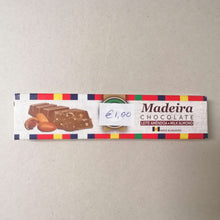 €1,00
Madeira
CHOCOLATE
LEITE AMÊNDOA • MILK ALMOND